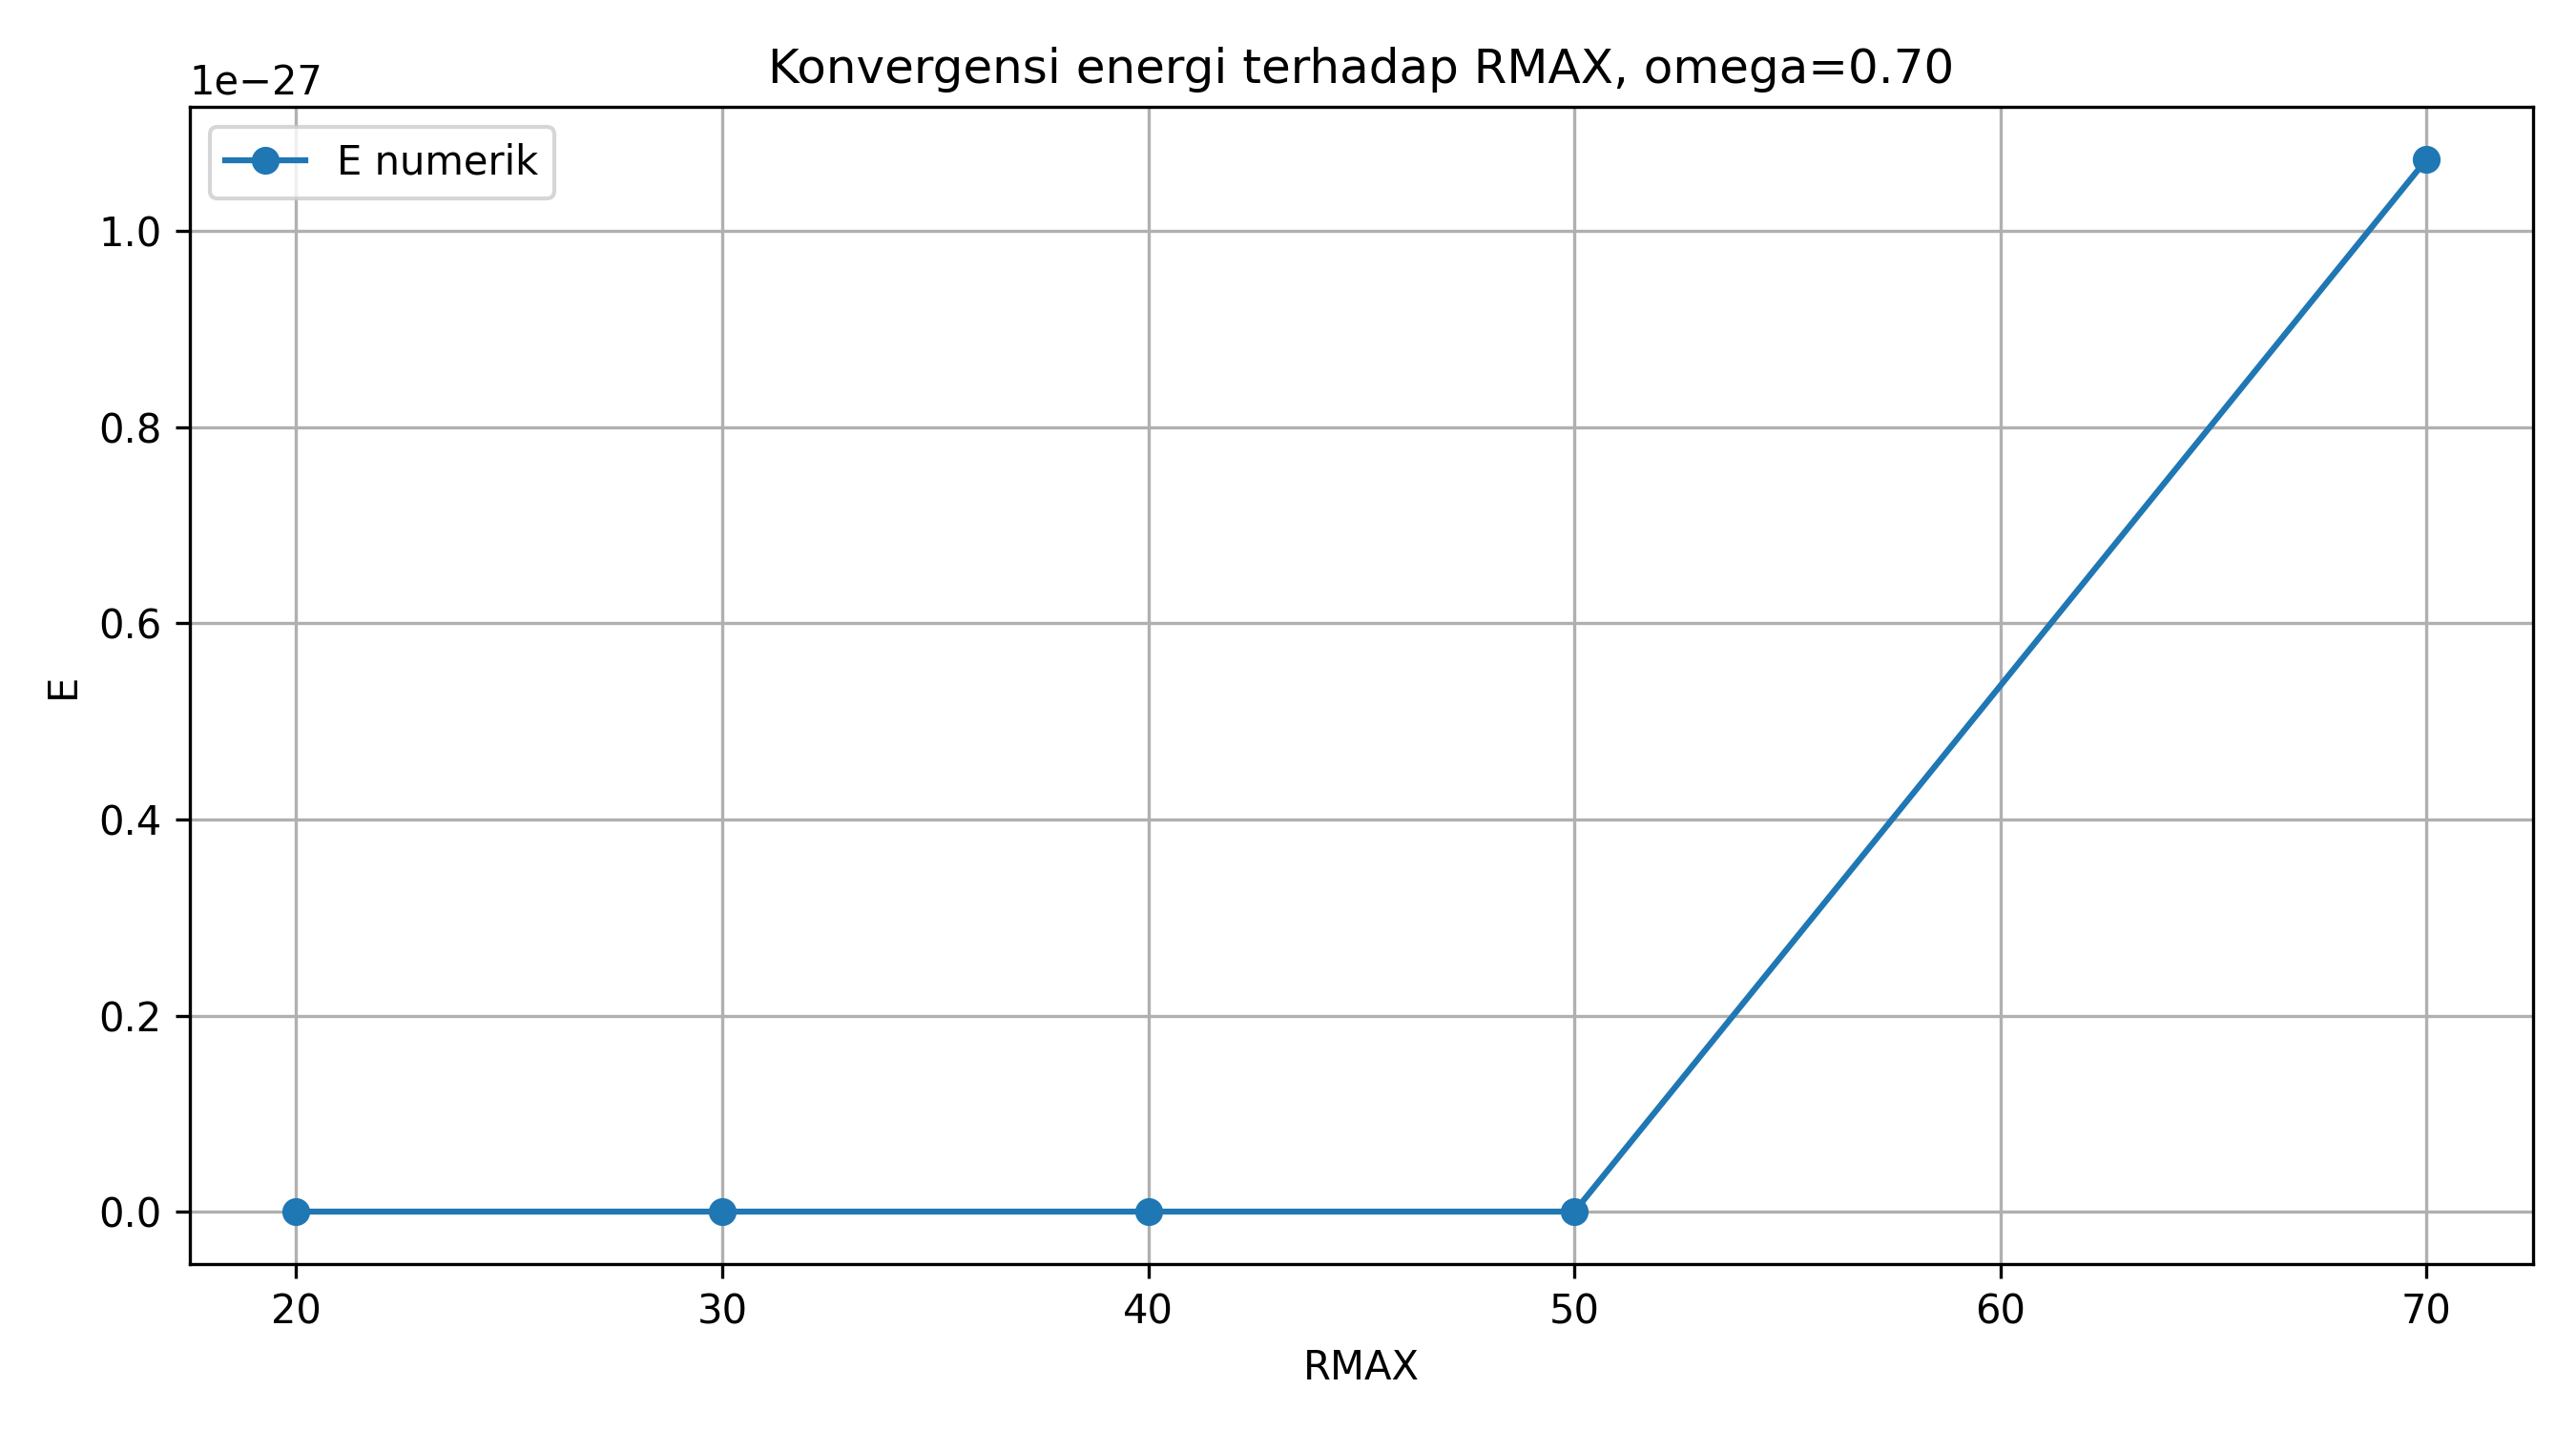 Konvergensi energi terhadap RMAX, omega=0.70
1e−27
E numerik
1.0
0.8
0.6
0.4
0.2
0.0
E
20 30 40 50 60 70
RMAX